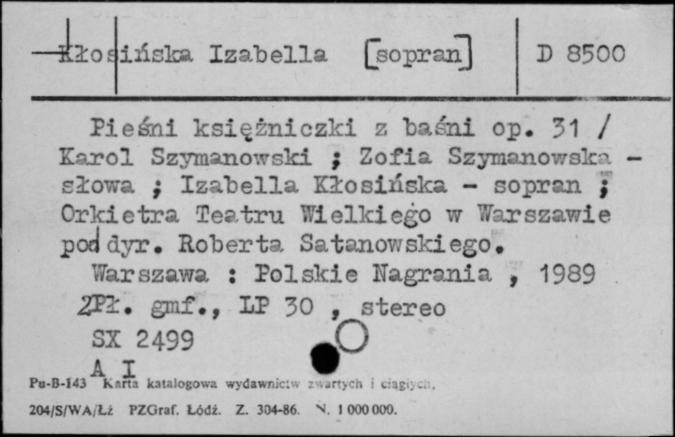 Kłosińska Izabella [sopran] D 8500
Pieśni księżniczki z baśni op. 31 /
Karol Szymanowski ; Zofia Szymanowska -
słowa ; Izabella Kłosińska - sopran ;
Orkietra Teatru Wielkiego w Warszawie
pod dyr. Roberta Satanowskiego.
Warszawa : Polskie Nagrania , 1989
2Pł. gmf., LP 30 , stereo
SX 2499
A I
Pu-B-143 Karta katalogowa wydawnictw zwartych i ciągłych.
204/S/WA/Łź PZGraf. Łódź. Z. 304-86. N. 1 000 000.